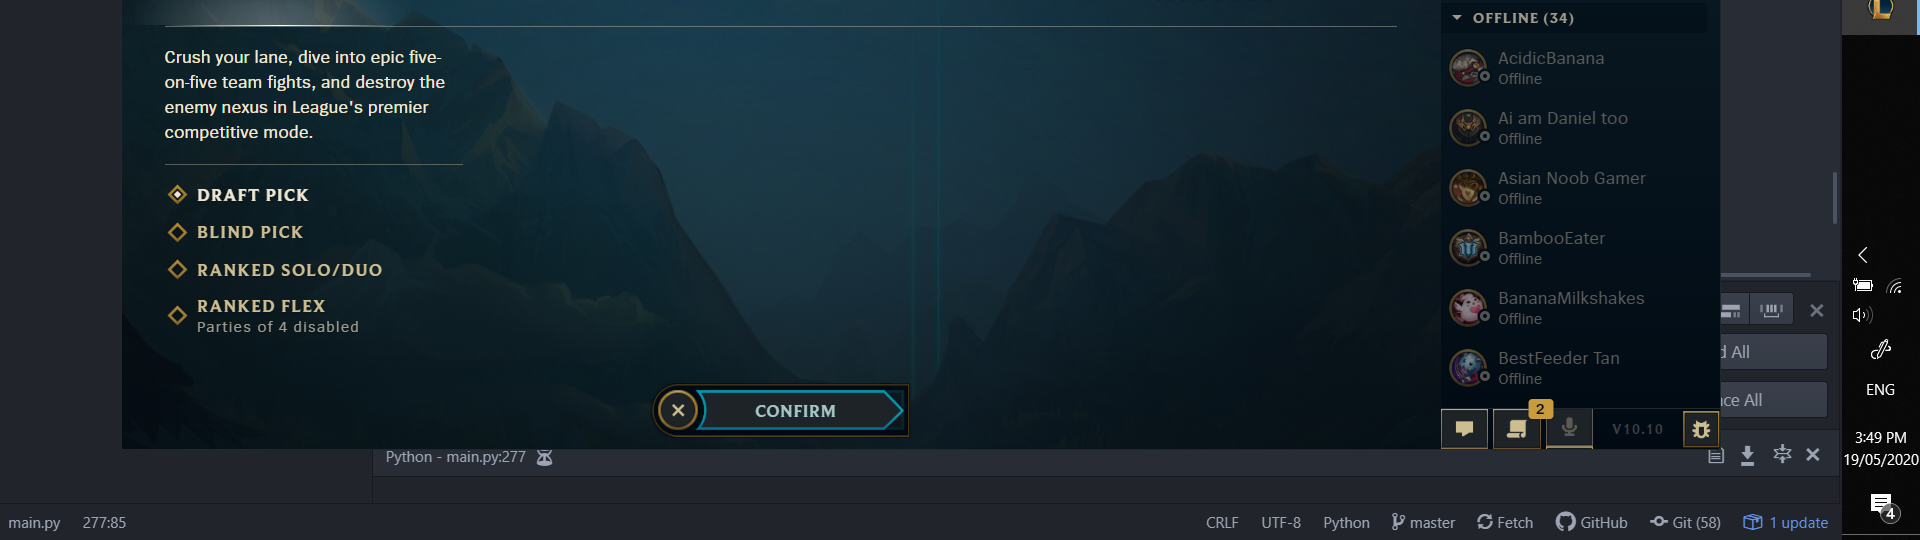 OFFLINE (34)
Crush your lane, dive into epic five-
on-five team fights, and destroy the
enemy nexus in League's premier
competitive mode.
DRAFT PICK
BLIND PICK
RANKED SOLO/DUO
RANKED FLEX
Parties of 4 disabled
CONFIRM
AcidicBanana
Offline
Ai am Daniel too
Offline
Asian Noob Gamer
Offline
BambooEater
Offline
BananaMilkshakes
Offline
BestFeeder Tan
Offline
2
V10.10
d All
ce All
ENG
3:49 PM
19/05/2020
4
Python - main.py:277
main.py 277:85 CRLF UTF-8 Python master Fetch GitHub Git (58) 1 update